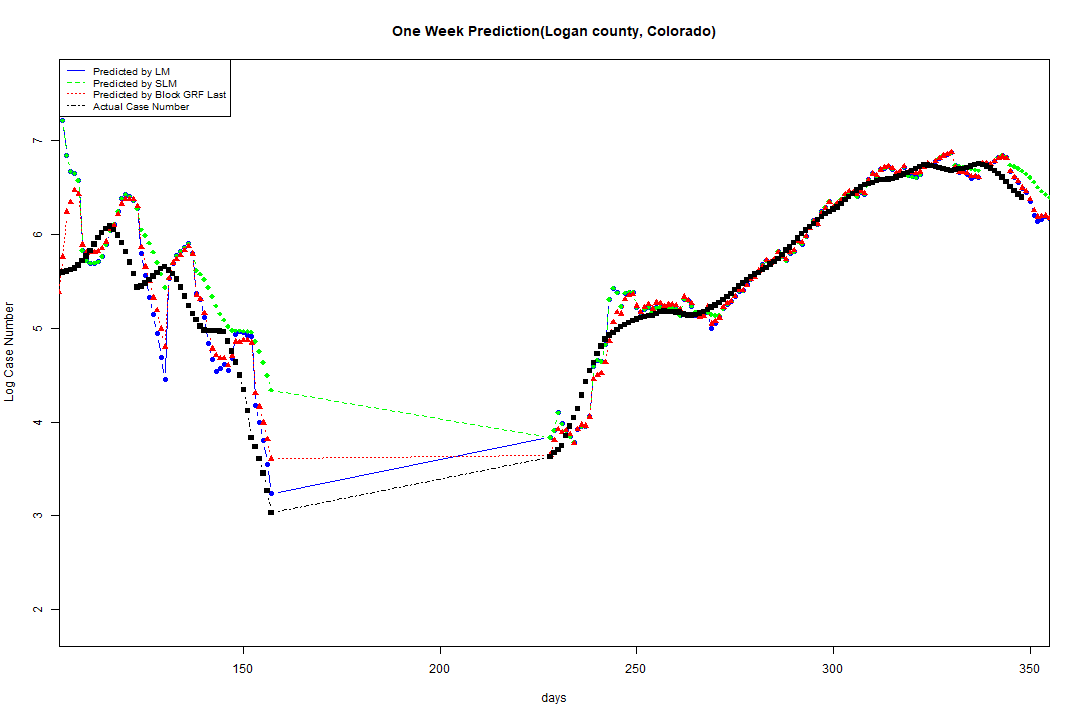 One Week Prediction(Logan county, Colorado)
Predicted by LM
Predicted by SLM
Predicted by Block GRF Last
Actual Case Number
7
6
5
4
3
2
Log Case Number
150
200
250
300
350
days